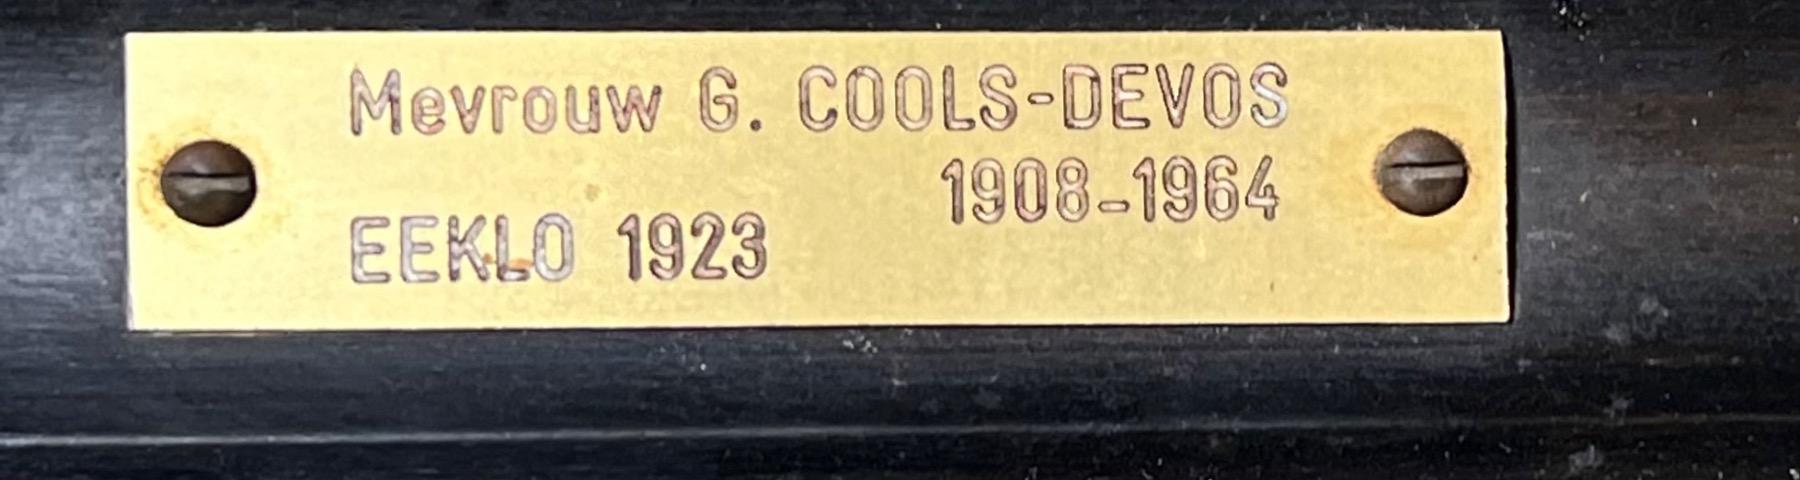 Mevrouw G. COOLS-DEVOS
1908-1964
EEKLO 1923